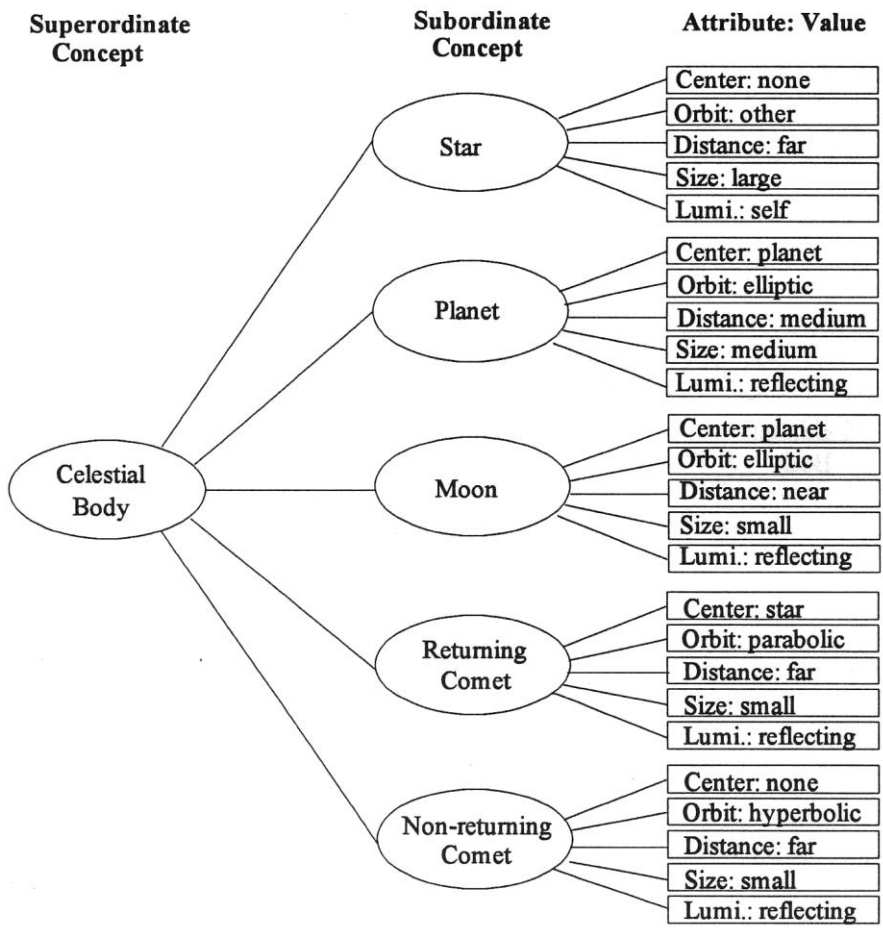 Superordinate
Concept
Subordinate
Concept
Attribute: Value
Celestial
Body
Star
Center: none
Orbit: other
Distance: far
Size: large
Lumi.: self
Planet
Center: planet
Orbit: elliptic
Distance: medium
Size: medium
Lumi.: reflecting
Moon
Center: planet
Orbit: elliptic
Distance: near
Size: small
Lumi.: reflecting
Returning
Comet
Center: star
Orbit: parabolic
Distance: far
Size: small
Lumi.: reflecting
Non-returning
Comet
Center: none
Orbit: hyperbolic
Distance: far
Size: small
Lumi.: reflecting